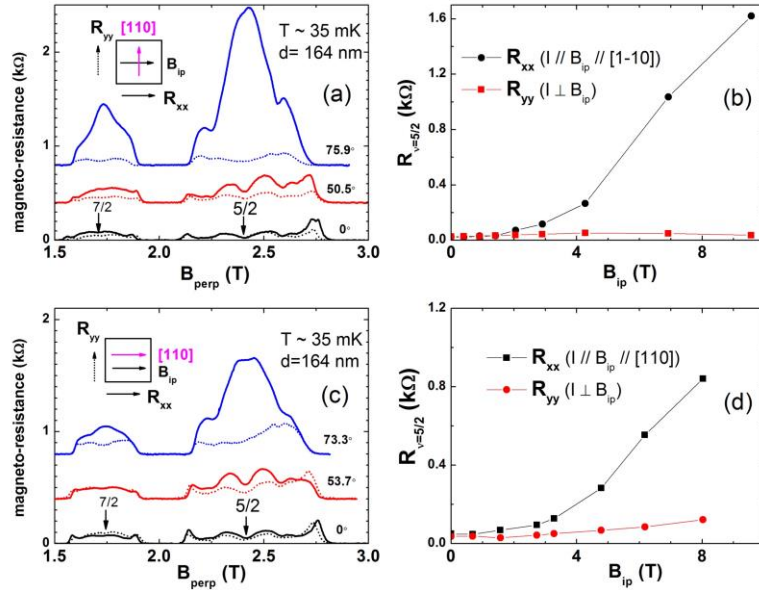 R_yy
[110]
B_ip
R_xx
T ~ 35 mK
d= 164 nm
(a)
75.9°
50.5°
7/2
5/2
0°
magneto-resistance (kΩ)
2
1
0
1.5 2.0 2.5 3.0
B_perp (T)
R_xx (I // B_ip // [1-10])
R_yy (I ⊥ B_ip)
(b)
R_ν=5/2 (kΩ)
1.6
1.2
0.8
0.4
0.0
0 4 8
B_ip (T)
R_yy
[110]
B_ip
R_xx
T ~ 35 mK
d=164 nm
(c)
73.3°
53.7°
7/2
5/2
0°
magneto-resistance (kΩ)
2
1
0
1.5 2.0 2.5 3.0
B_perp (T)
R_xx (I // B_ip // [110])
R_yy (I ⊥ B_ip)
(d)
R_ν=5/2 (kΩ)
1.2
0.8
0.4
0.0
0 4 8
B_ip (T)